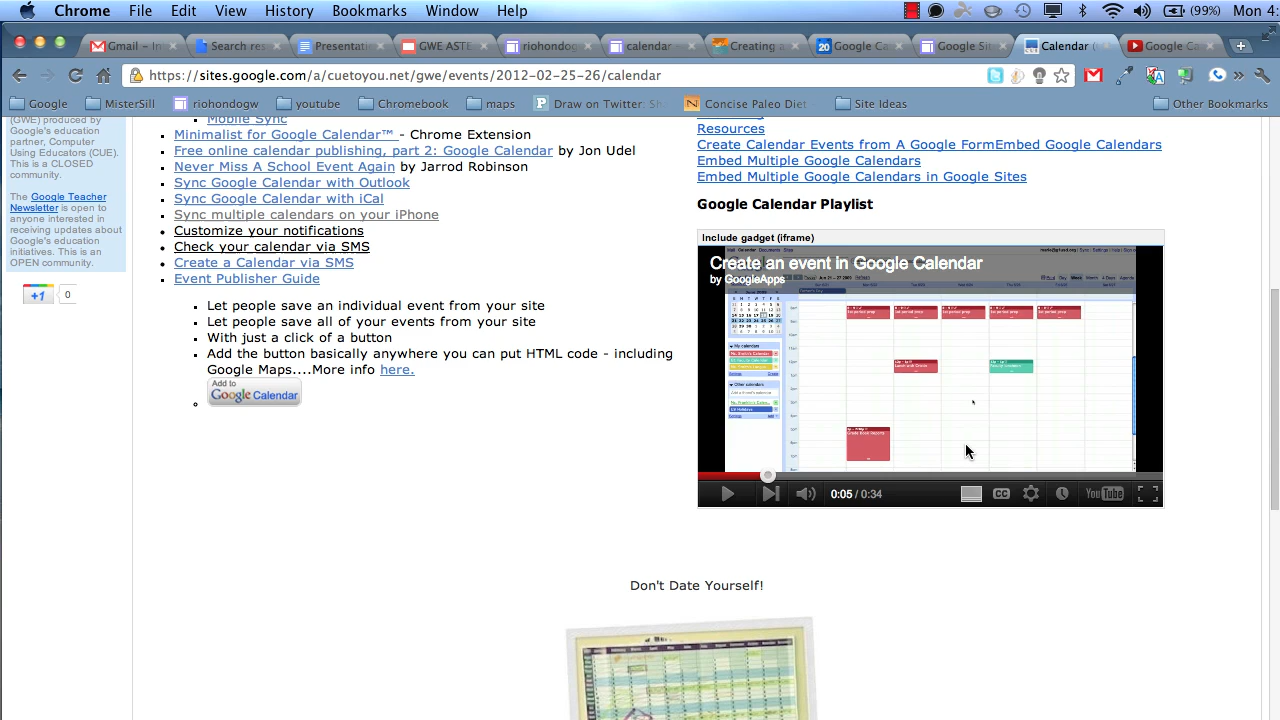 Chrome File Edit View History Bookmarks Window Help (99%) Mon 4:
Gmail – In Search res Presentati GWE ASTE riohondog calendar Creating a 20 Google Ca Google Sit Calendar ( Google Ca
https://sites.google.com/a/cuetoyou.net/gwe/events/2012-02-25-26/calendar
Google MisterSill riohondogw youtube Chromebook maps Draw on Twitter: Sh Concise Paleo Diet Site Ideas Other Bookmarks
(GWE) produced by
Google's education
partner, Computer
Using Educators (CUE).
This is a CLOSED
community.
The Google Teacher
Newsletter is open to
anyone interested in
receiving updates about
Google's education
initiatives. This is an
OPEN community.
+1 0
Mobile Sync
Minimalist for Google Calendar™ - Chrome Extension
Free online calendar publishing, part 2: Google Calendar by Jon Udel
Never Miss A School Event Again by Jarrod Robinson
Sync Google Calendar with Outlook
Sync Google Calendar with iCal
Sync multiple calendars on your iPhone
Customize your notifications
Check your calendar via SMS
Create a Calendar via SMS
Event Publisher Guide
Let people save an individual event from your site
Let people save all of your events from your site
With just a click of a button
Add the button basically anywhere you can put HTML code - including
Google Maps....More info here.
Add to
Google Calendar
Resources
Create Calendar Events from A Google FormEmbed Google Calendars
Embed Multiple Google Calendars
Embed Multiple Google Calendars in Google Sites
Google Calendar Playlist
Include gadget (iframe)
Create an event in Google Calendar
by GoogleApps
0:05 / 0:34 CC YouTube
Don't Date Yourself!